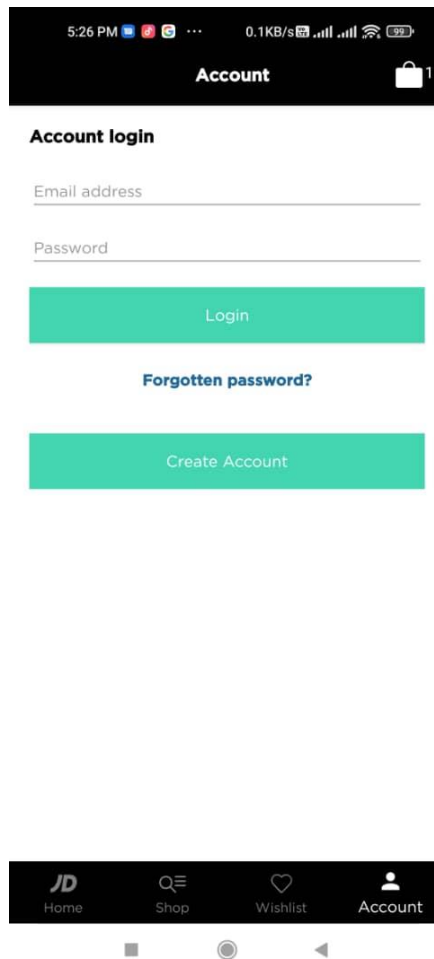 5:26 PM ... 0.1KB/s 99
Account 1
Account login
Email address
Password
Login
Forgotten password?
Create Account
JD
Home Shop Wishlist Account